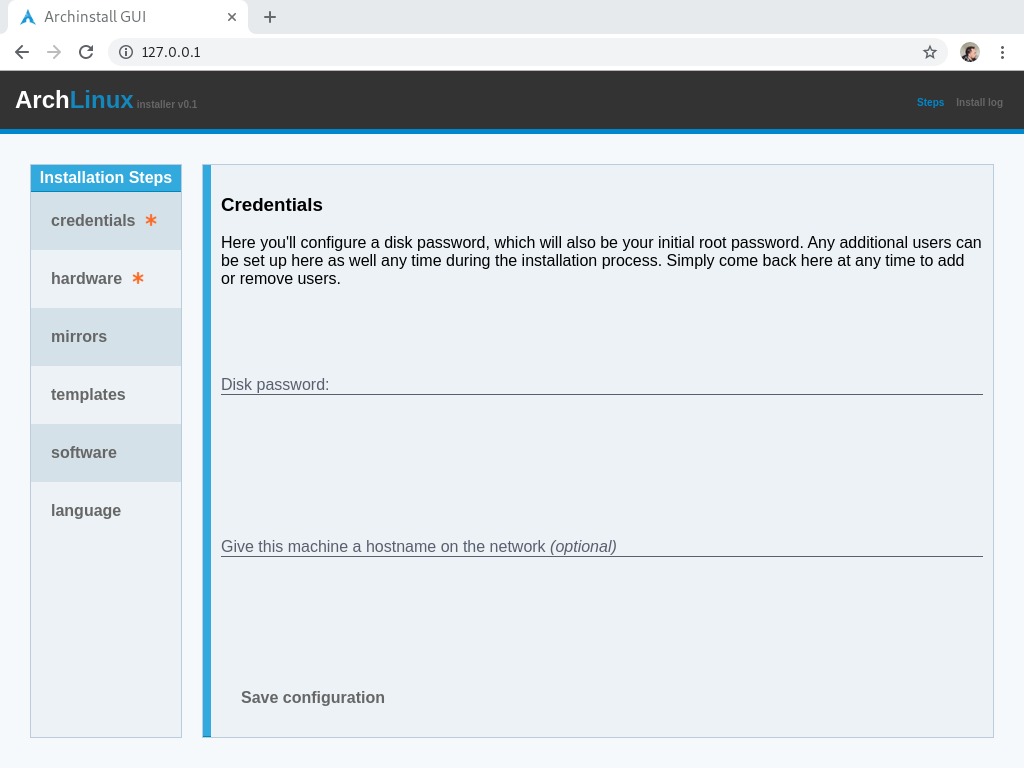 Archinstall GUI
127.0.0.1
ArchLinux installer v0.1
Steps Install log
Installation Steps
credentials *
hardware *
mirrors
templates
software
language
Credentials
Here you'll configure a disk password, which will also be your initial root password. Any additional users can
be set up here as well any time during the installation process. Simply come back here at any time to add
or remove users.
Disk password:
Give this machine a hostname on the network (optional)
Save configuration